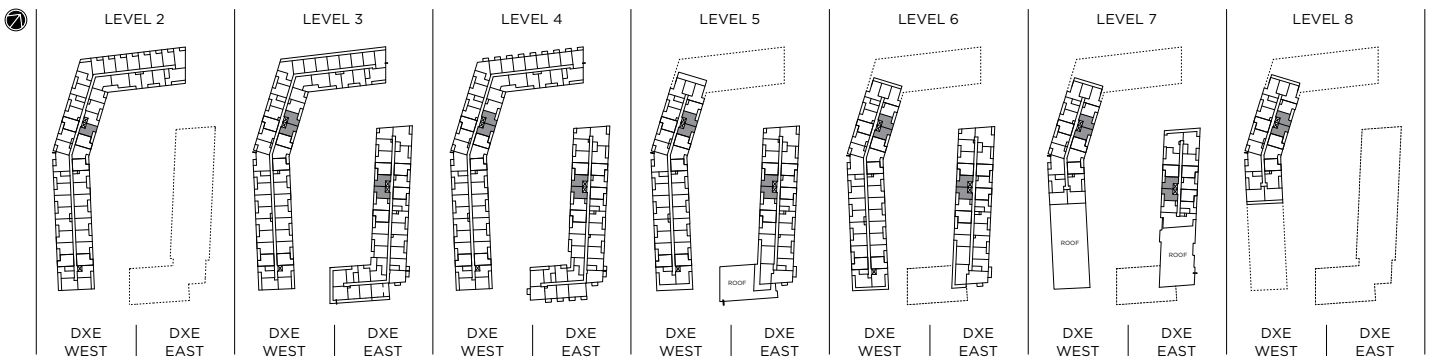 LEVEL 2
LEVEL 3
LEVEL 4
LEVEL 5
LEVEL 6
LEVEL 7
LEVEL 8
ROOF
ROOF
ROOF
DXE
WEST
DXE
EAST
DXE
WEST
DXE
EAST
DXE
WEST
DXE
EAST
DXE
WEST
DXE
EAST
DXE
WEST
DXE
EAST
DXE
WEST
DXE
EAST
DXE
WEST
DXE
EAST